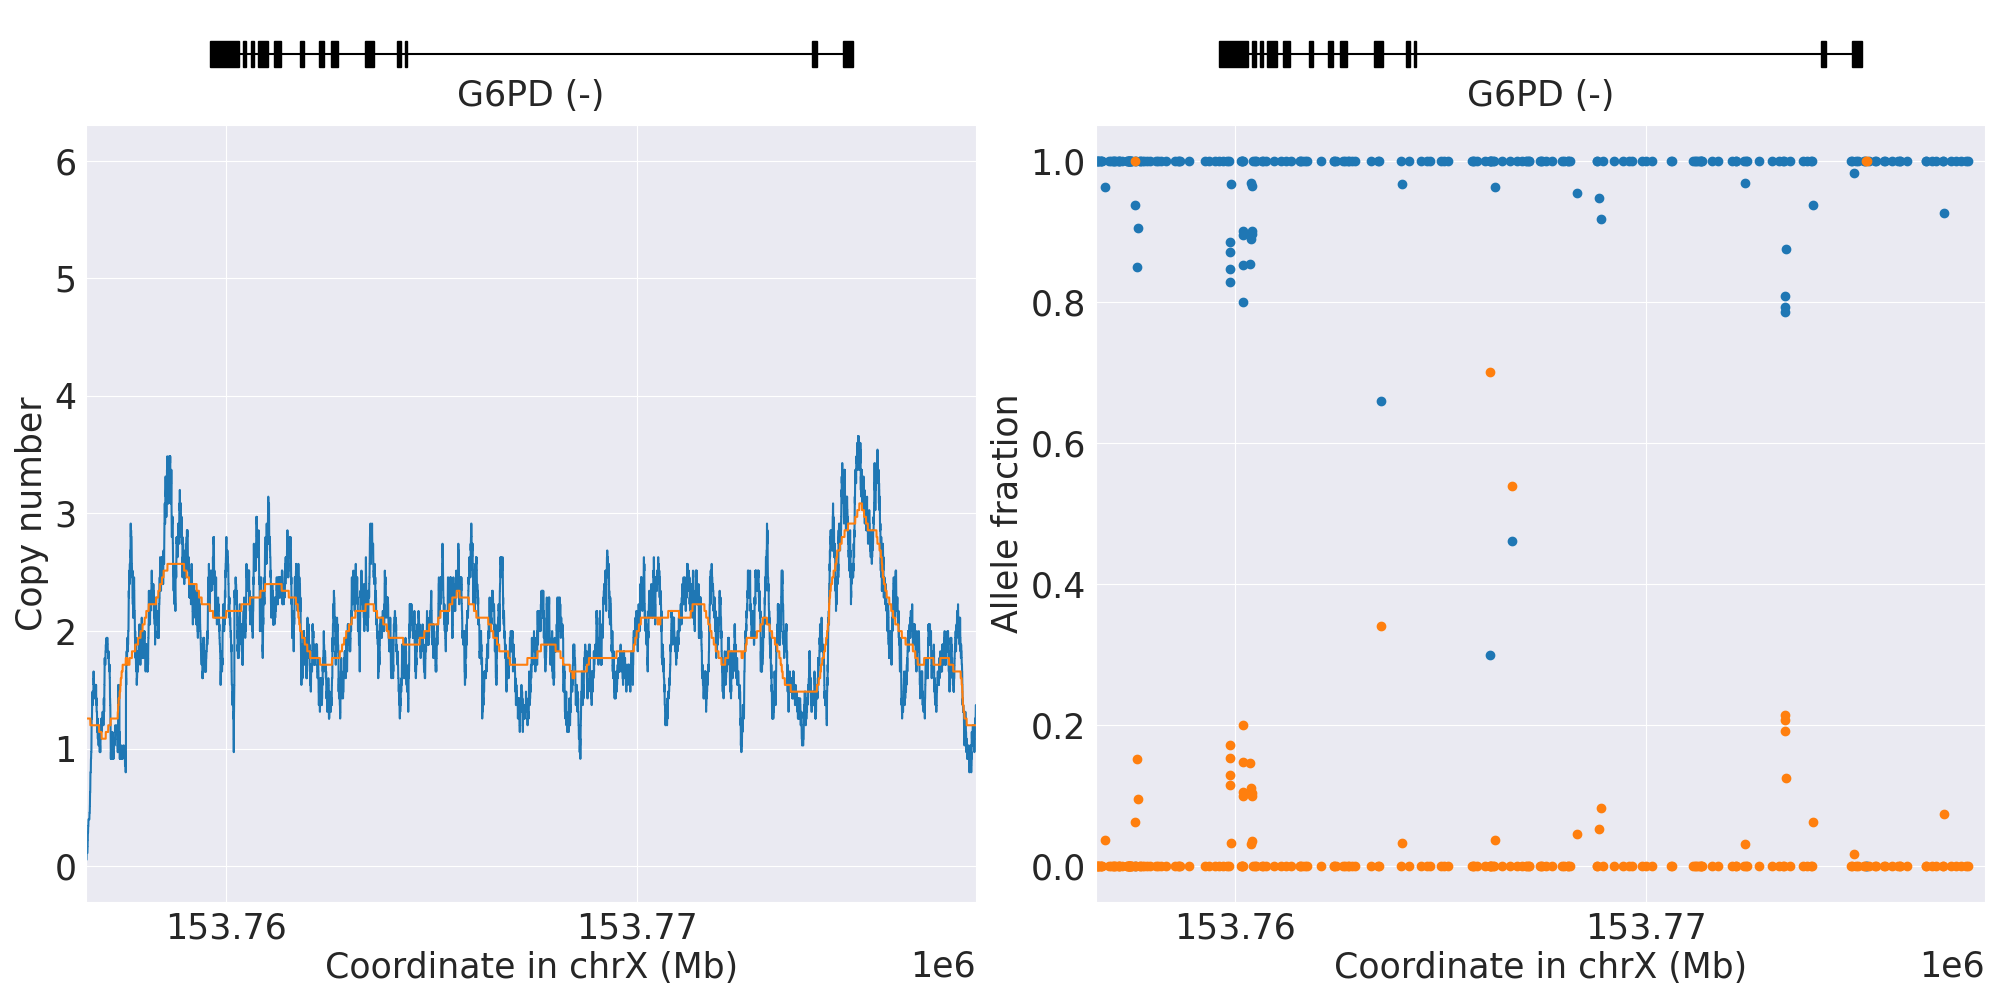 G6PD (-)
G6PD (-)
Copy number
6
5
4
3
2
1
0
153.76
153.77
Coordinate in chrX (Mb)
1e6
Allele fraction
1.0
0.8
0.6
0.4
0.2
0.0
153.76
153.77
Coordinate in chrX (Mb)
1e6